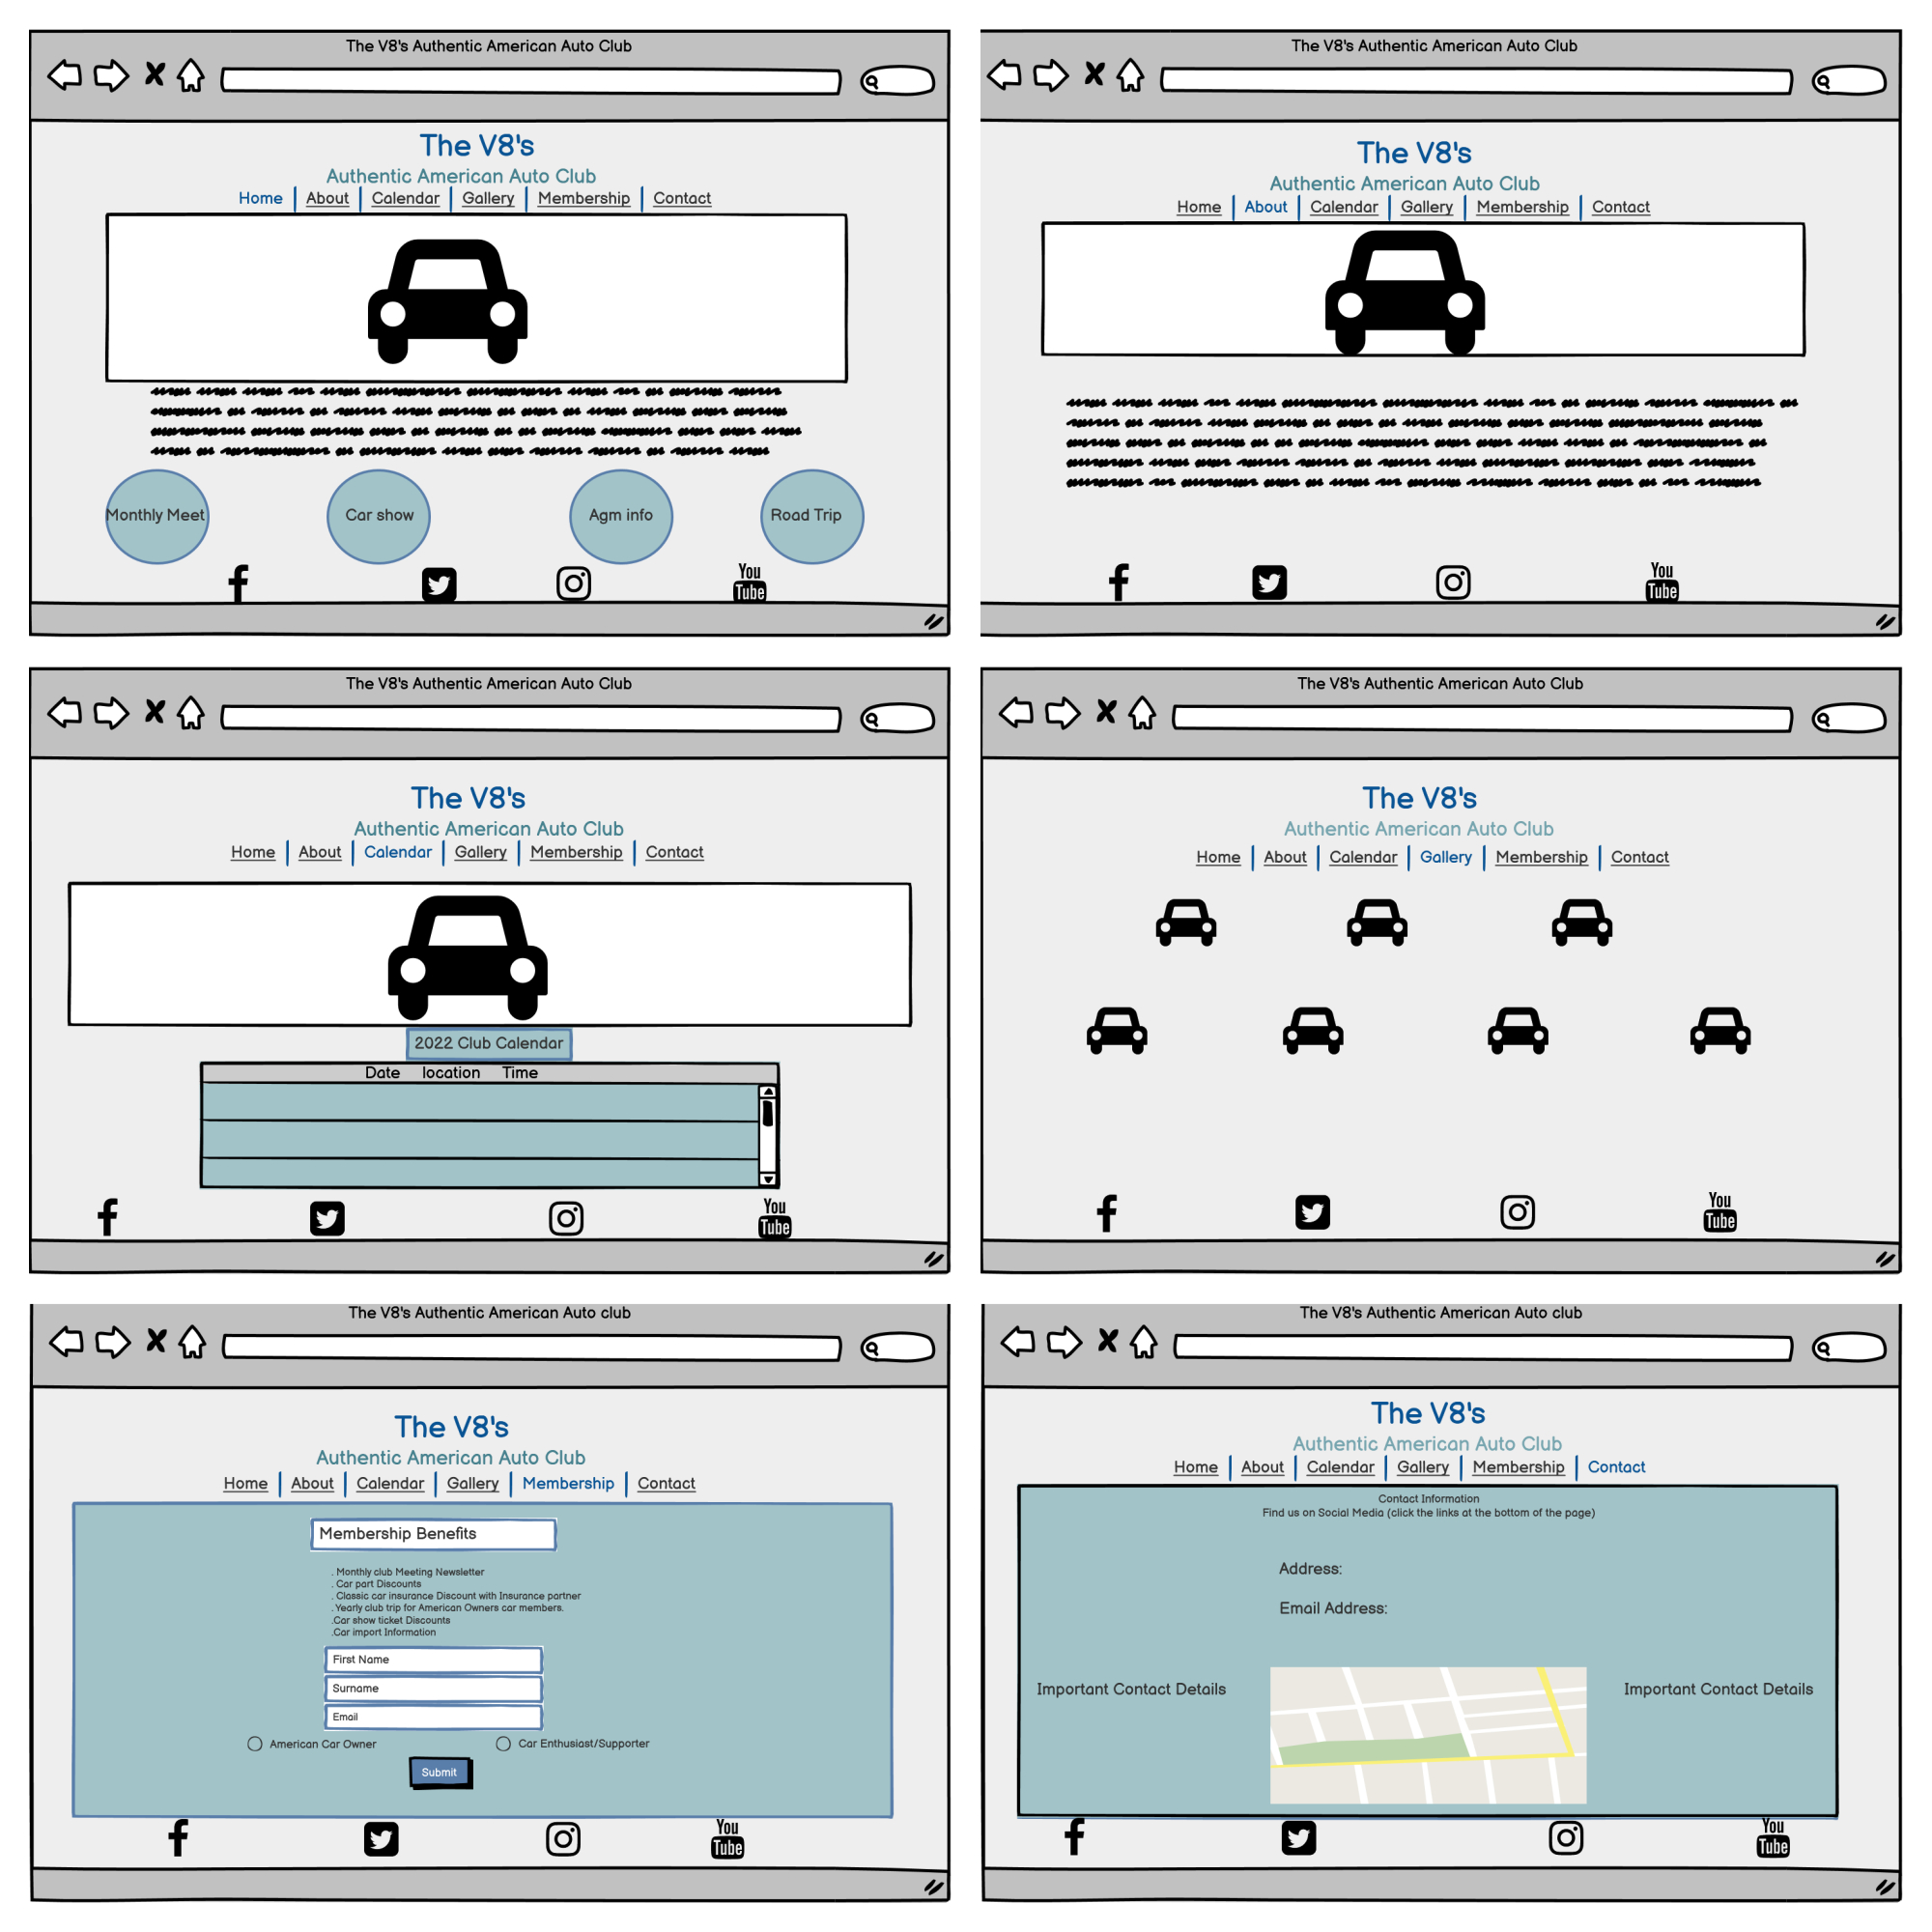 The V8's Authentic American Auto Club
The V8's
Authentic American Auto Club
Home About Calendar Gallery Membership Contact
Monthly Meet Car show Agm info Road Trip
You
Tube
The V8's Authentic American Auto Club
The V8's
Authentic American Auto Club
Home About Calendar Gallery Membership Contact
You
Tube
The V8's Authentic American Auto Club
The V8's
Authentic American Auto Club
Home About Calendar Gallery Membership Contact
2022 Club Calendar
Date location Time
You
Tube
The V8's Authentic American Auto Club
The V8's
Authentic American Auto Club
Home About Calendar Gallery Membership Contact
You
Tube
The V8's Authentic American Auto club
The V8's
Authentic American Auto Club
Home About Calendar Gallery Membership Contact
Membership Benefits
. Monthly club Meeting Newsletter
. Car part Discounts
. Classic car insurance Discount with Insurance partner
. Yearly club trip for American Owners car members.
.Car show ticket Discounts
.Car import Information
First Name
Surname
Email
American Car Owner Car Enthusiast/Supporter
Submit
You
Tube
The V8's Authentic American Auto club
The V8's
Authentic American Auto Club
Home About Calendar Gallery Membership Contact
Contact Information
Find us on Social Media (click the links at the bottom of the page)
Address:
Email Address:
Important Contact Details Important Contact Details
You
Tube